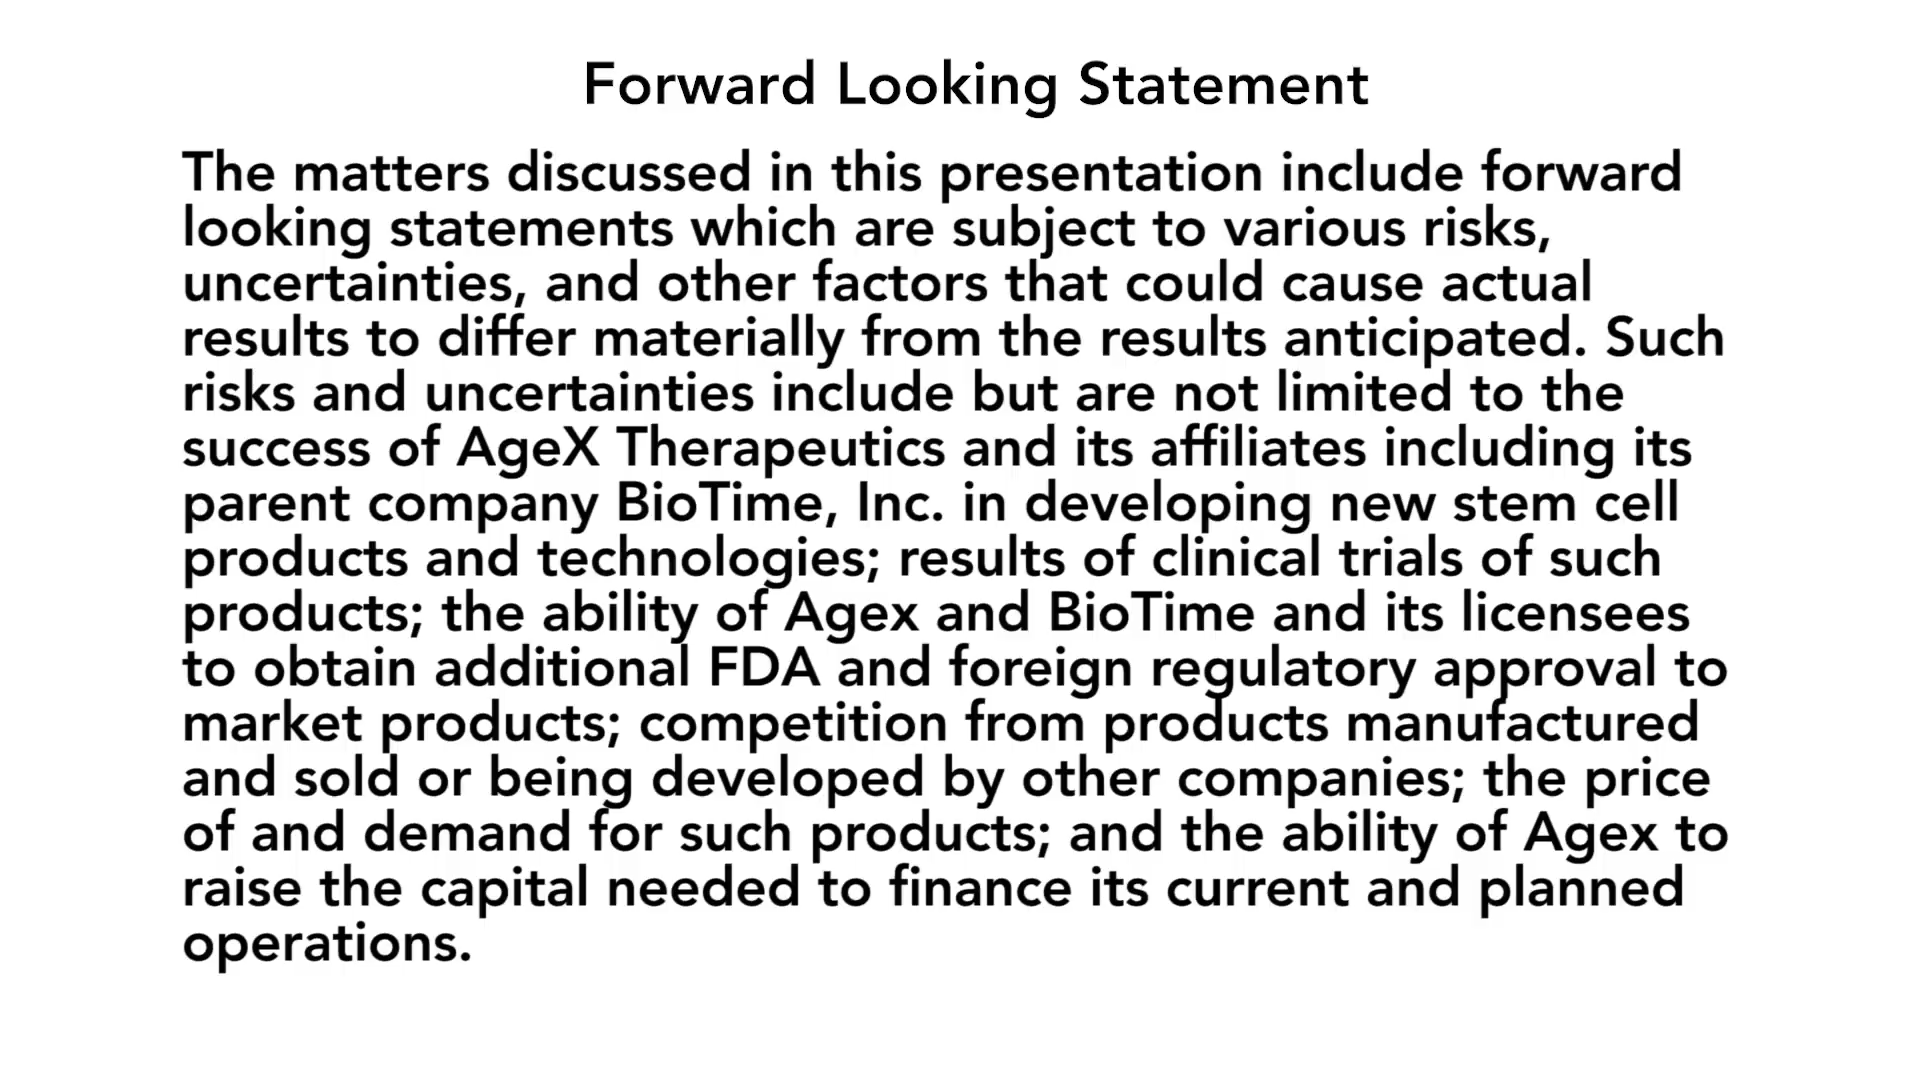 Forward Looking Statement
The matters discussed in this presentation include forward
looking statements which are subject to various risks,
uncertainties, and other factors that could cause actual
results to differ materially from the results anticipated. Such
risks and uncertainties include but are not limited to the
success of AgeX Therapeutics and its affiliates including its
parent company BioTime, Inc. in developing new stem cell
products and technologies; results of clinical trials of such
products; the ability of Agex and BioTime and its licensees
to obtain additional FDA and foreign regulatory approval to
market products; competition from products manufactured
and sold or being developed by other companies; the price
of and demand for such products; and the ability of Agex to
raise the capital needed to finance its current and planned
operations.